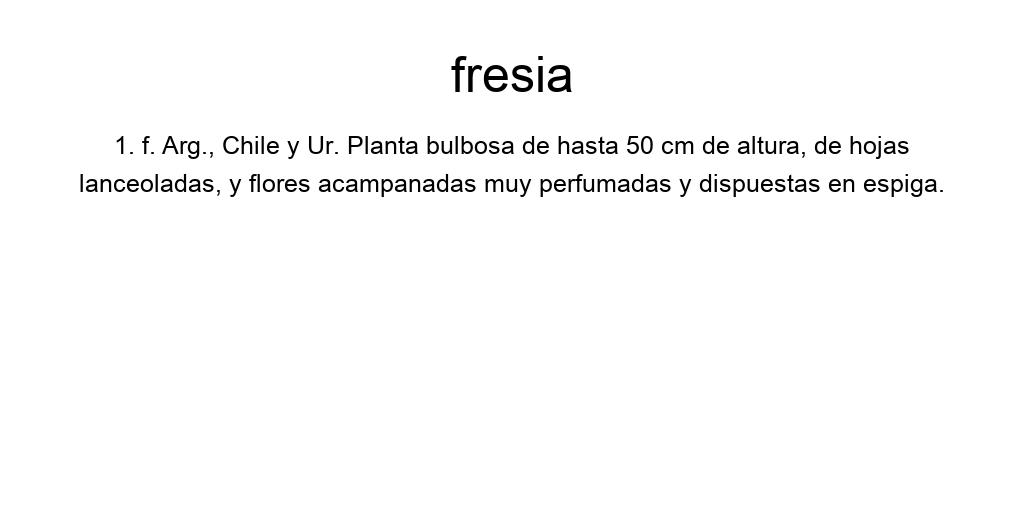 fresia
1. f. Arg., Chile y Ur. Planta bulbosa de hasta 50 cm de altura, de hojas
lanceoladas, y flores acampanadas muy perfumadas y dispuestas en espiga.